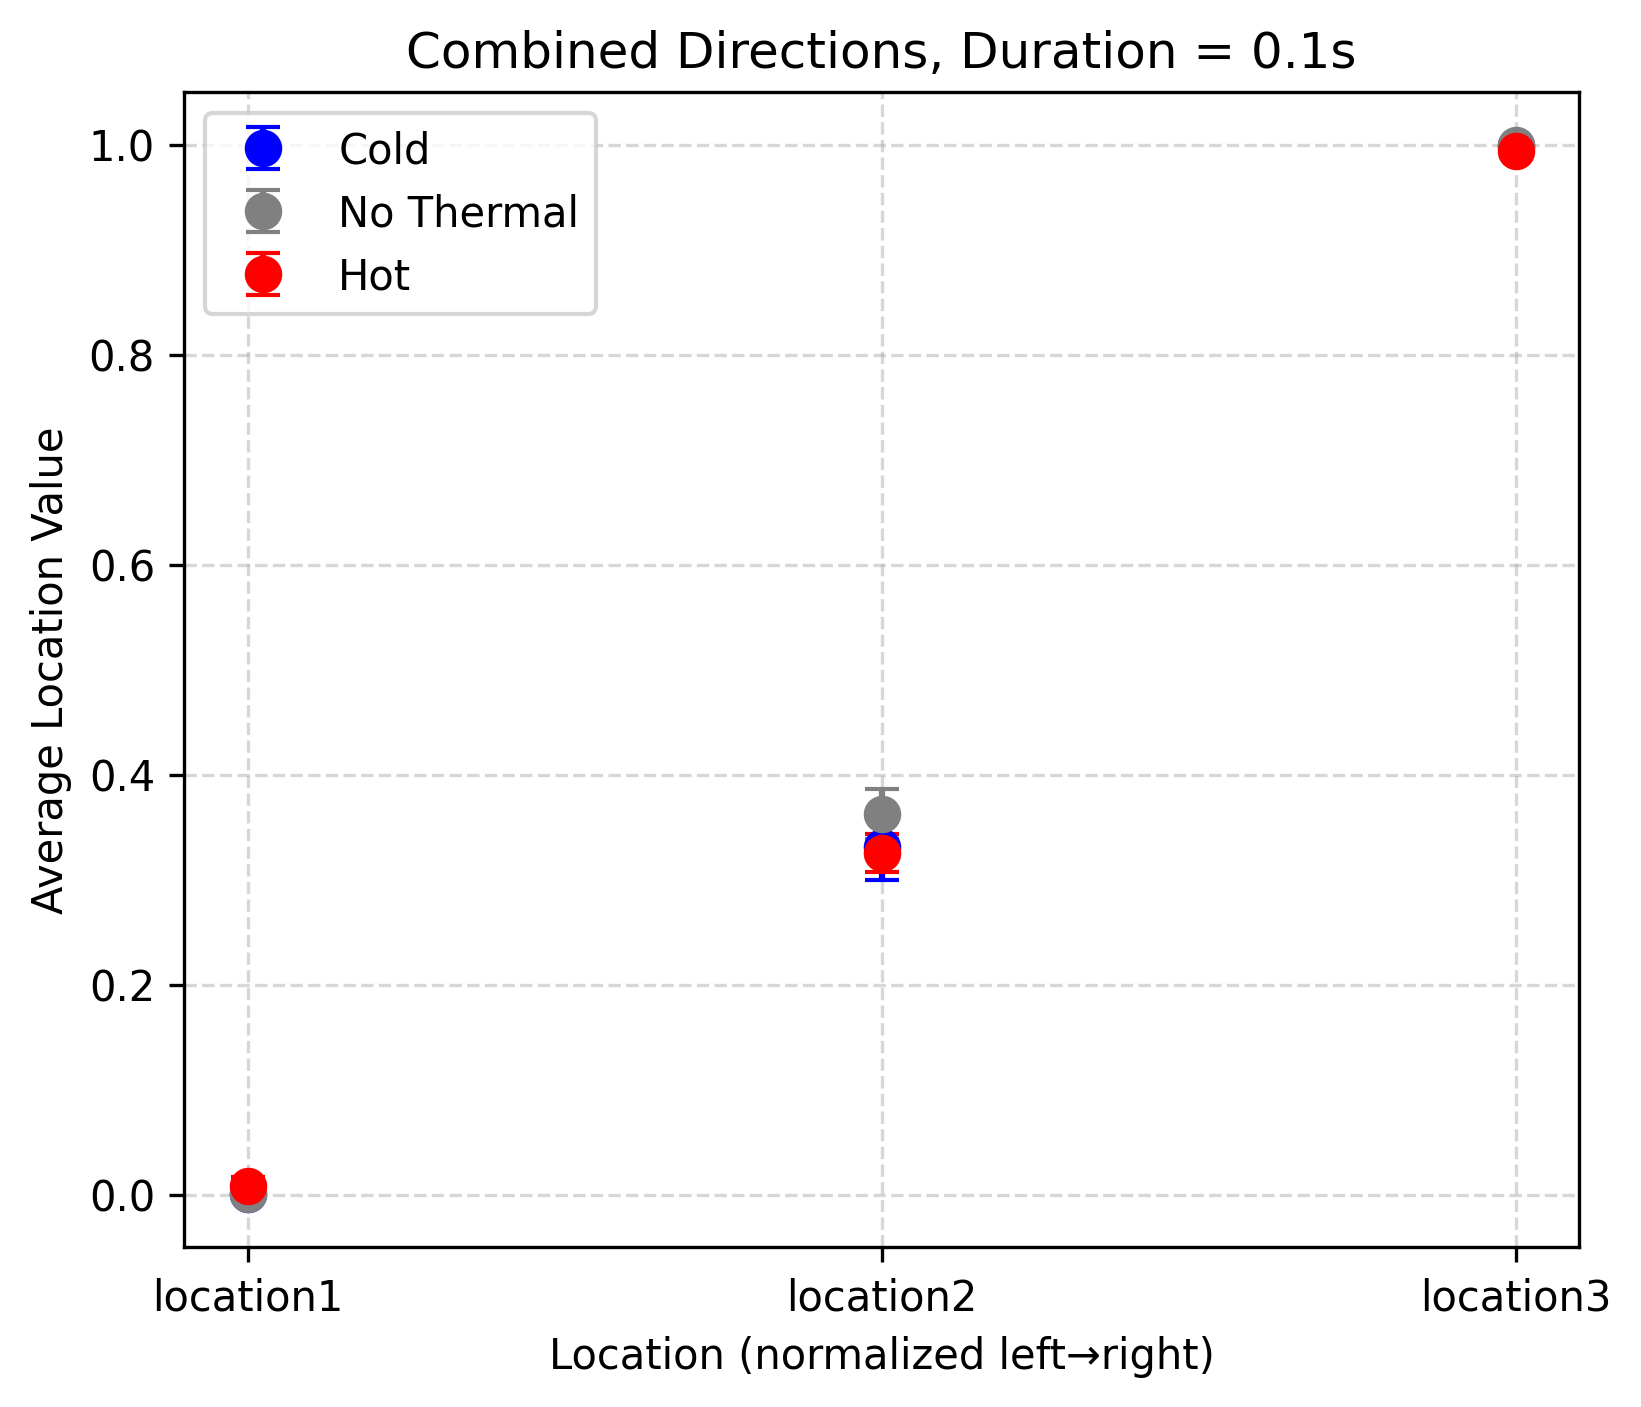 Combined Directions, Duration = 0.1s
Cold
No Thermal
Hot
Average Location Value
1.0
0.8
0.6
0.4
0.2
0.0
location1
location2
location3
Location (normalized left→right)